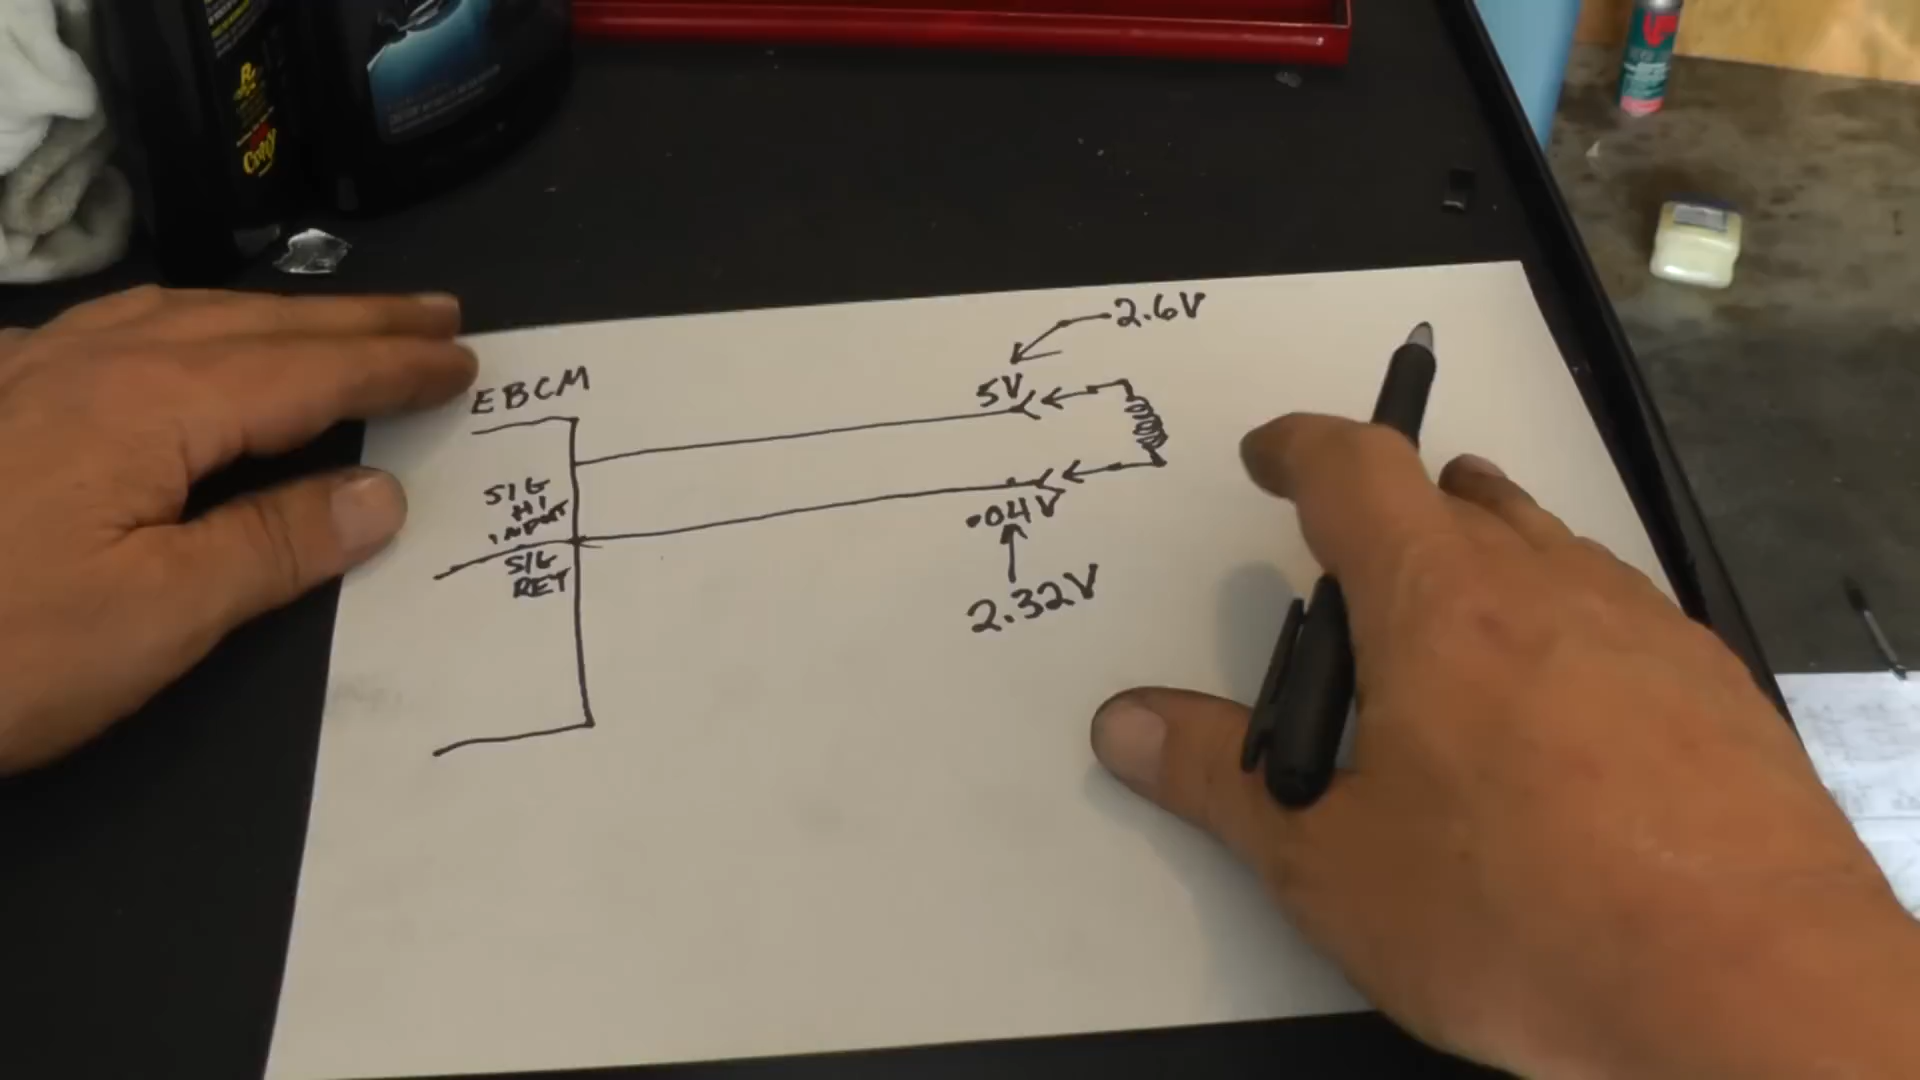 2.6V
EBCM
5V
SIG
HI
INPUT
.04V
SIG
RET
2.32V